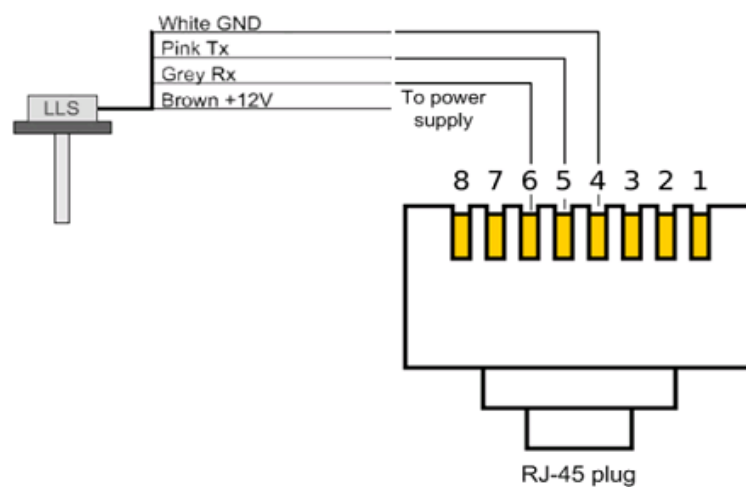 White GND
Pink Tx
Grey Rx
Brown +12V
To power
supply
LLS
8 7 6 5 4 3 2 1
RJ-45 plug